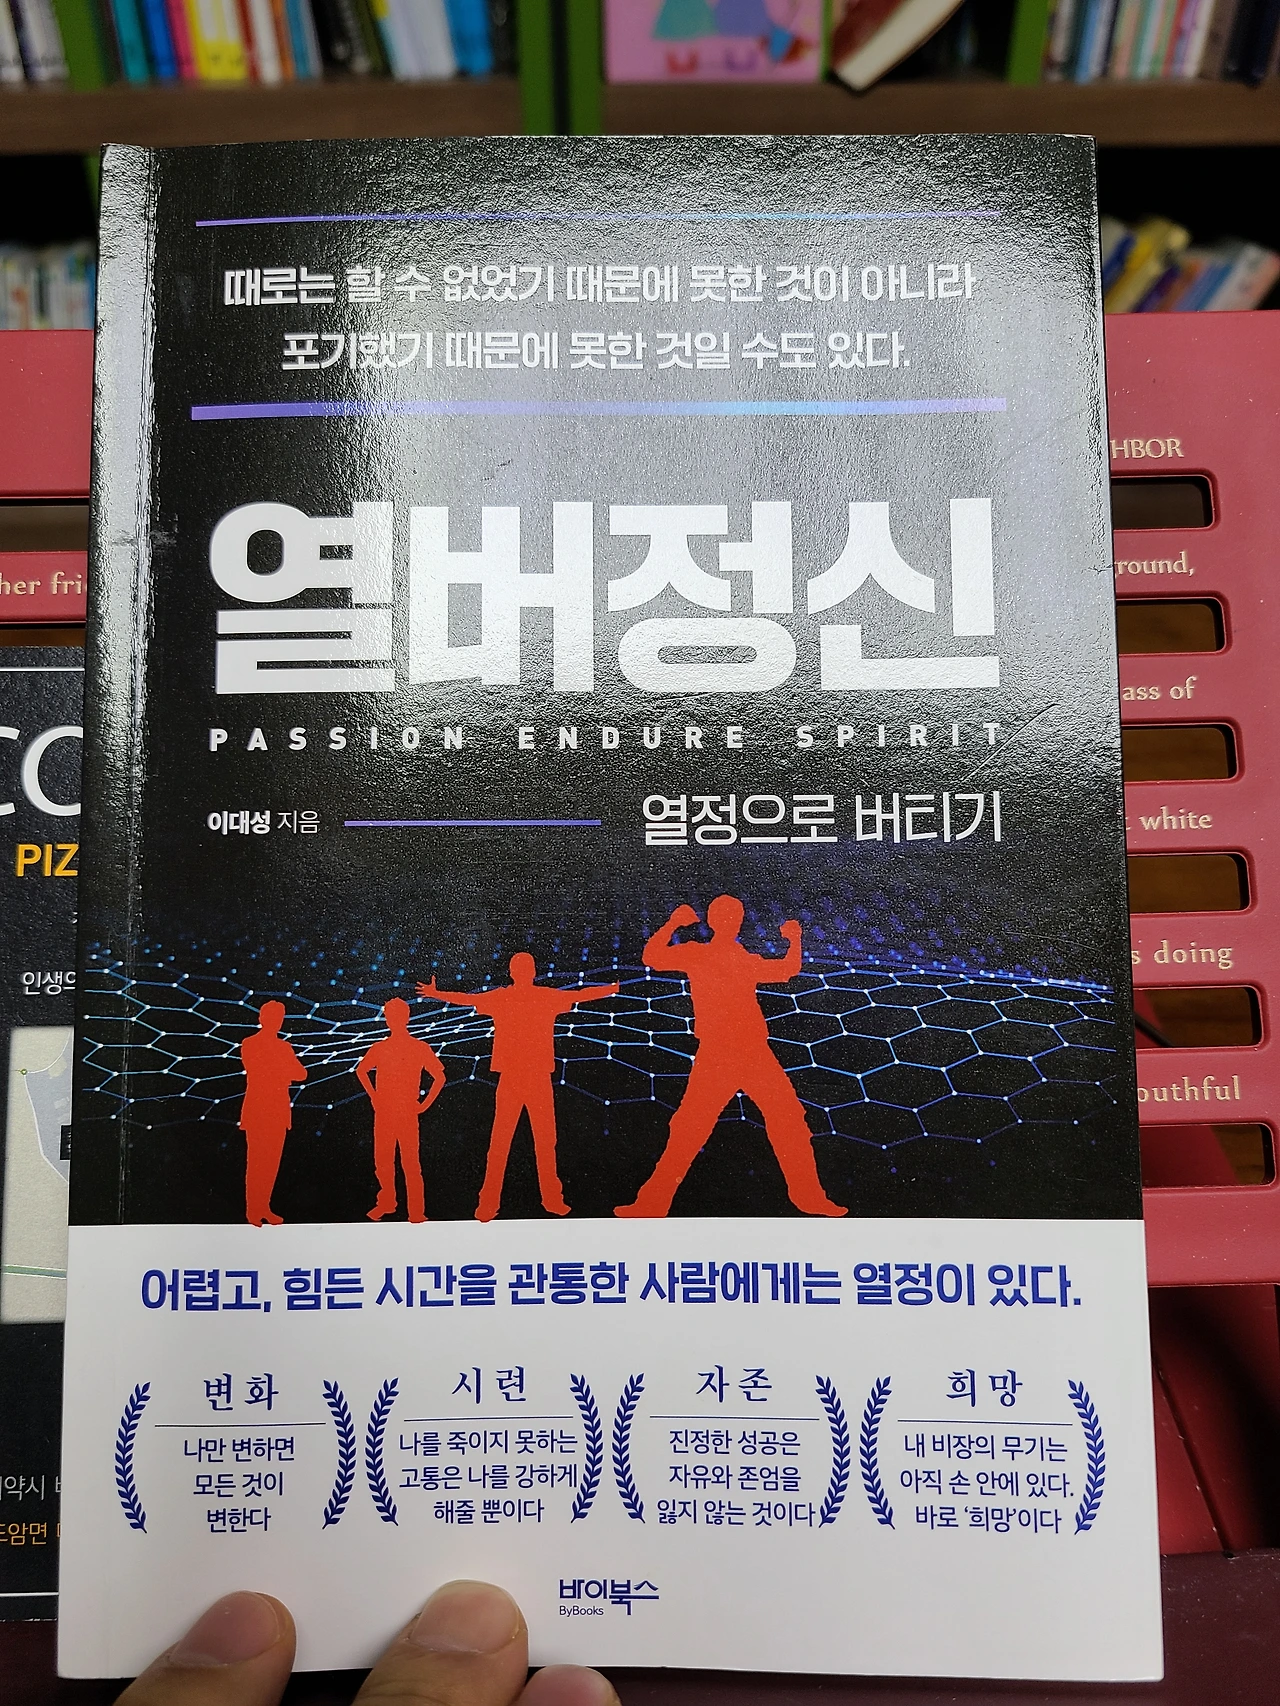 때로는 할 수 없었기 때문에 못한 것이 아니라
포기했기 때문에 못한 것일 수도 있다.
열버정신
PASSION ENDURE SPIRIT
이대성 지음
열정으로 버티기
어렵고, 힘든 시간을 관통한 사람에게는 열정이 있다.
변화
나만 변하면
모든 것이
변한다
시련
나를 죽이지 못하는
고통은 나를 강하게
해줄 뿐이다
자존
진정한 성공은
자유와 존엄을
잃지 않는 것이다
희망
내 비장의 무기는
아직 손 안에 있다.
바로 '희망'이다
바이북스
ByBooks
her
CO
PIZ
암면
ass of
white
doing